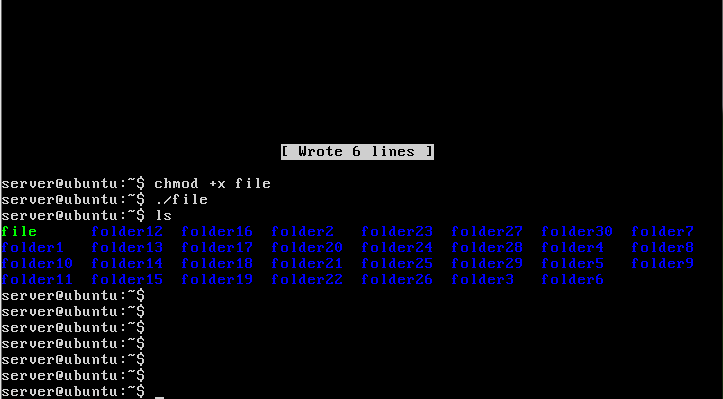 [ Wrote 6 lines ]
server@ubuntu:~$ chmod +x file
server@ubuntu:~$ ./file
server@ubuntu:~$ ls
file folder12 folder16 folder2 folder23 folder27 folder30 folder7
folder1 folder13 folder17 folder20 folder24 folder28 folder4 folder8
folder10 folder14 folder18 folder21 folder25 folder29 folder5 folder9
folder11 folder15 folder19 folder22 folder26 folder3 folder6
server@ubuntu:~$
server@ubuntu:~$
server@ubuntu:~$
server@ubuntu:~$
server@ubuntu:~$
server@ubuntu:~$
server@ubuntu:~$ _